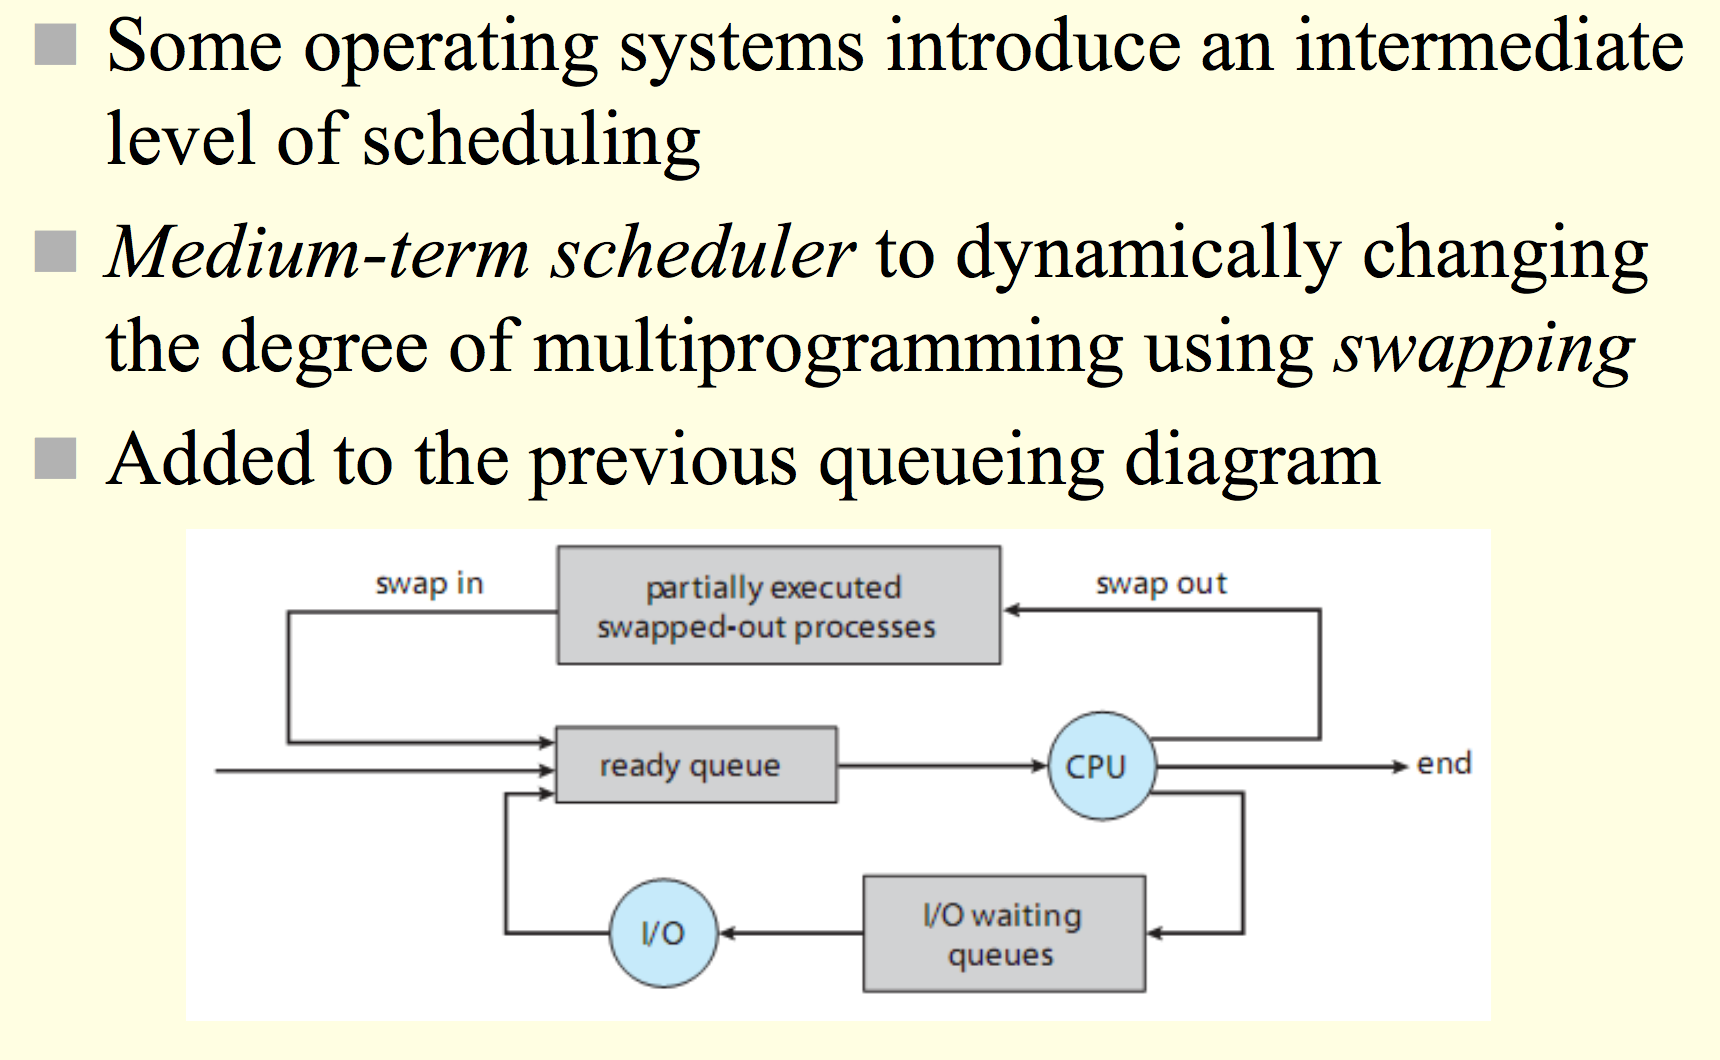 Some operating systems introduce an intermediate
level of scheduling
Medium-term scheduler to dynamically changing
the degree of multiprogramming using swapping
Added to the previous queueing diagram
swap in
partially executed
swapped-out processes
swap out
ready queue
CPU
end
I/O
I/O waiting
queues